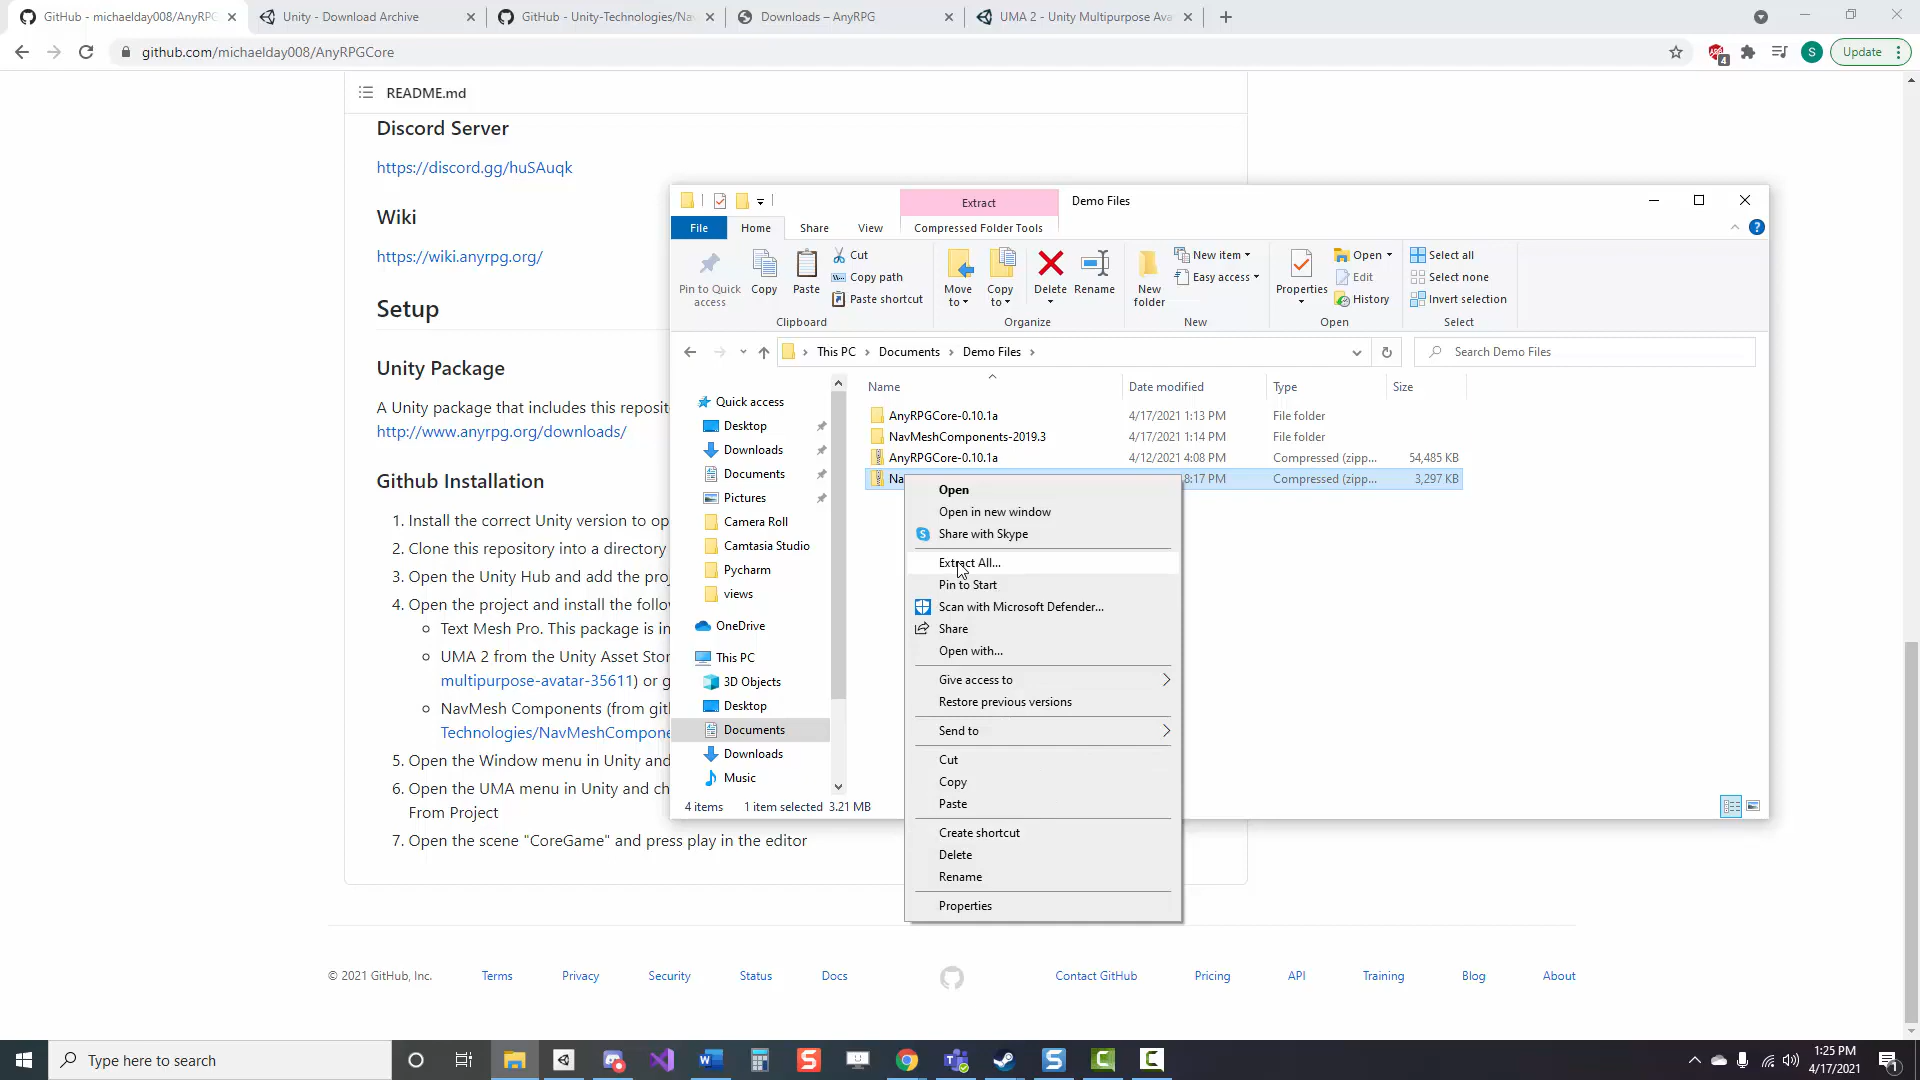 GitHub - michaelday008/AnyRPG
Unity - Download Archive
GitHub - Unity-Technologies/Nav
Downloads – AnyRPG
UMA 2 - Unity Multipurpose Ava
github.com/michaelday008/AnyRPGCore
4
S
Update
README.md
Discord Server
https://discord.gg/huSAuqk
Wiki
https://wiki.anyrpg.org/
Setup
Unity Package
A Unity package that includes this reposit
http://www.anyrpg.org/downloads/
Github Installation
1. Install the correct Unity version to op
2. Clone this repository into a directory
3. Open the Unity Hub and add the proj
4. Open the project and install the follo
Text Mesh Pro. This package is in
UMA 2 from the Unity Asset Stor
multipurpose-avatar-35611) or g
NavMesh Components (from gith
Technologies/NavMeshCompone
5. Open the Window menu in Unity and
6. Open the UMA menu in Unity and ch
From Project
7. Open the scene "CoreGame" and press play in the editor
© 2021 GitHub, Inc.
Terms
Privacy
Security
Status
Docs
Contact GitHub
Pricing
API
Training
Blog
About
Extract
Demo Files
File
Home
Share
View
Compressed Folder Tools
Pin to Quick access
Copy
Paste
Cut
Copy path
Paste shortcut
Clipboard
Move to
Copy to
Delete
Rename
Organize
New folder
New item
Easy access
New
Properties
Open
Edit
History
Open
Select all
Select none
Invert selection
Select
This PC
Documents
Demo Files
Search Demo Files
Quick access
Desktop
Downloads
Documents
Pictures
Camera Roll
Camtasia Studio
Pycharm
views
OneDrive
This PC
3D Objects
Desktop
Documents
Downloads
Music
Name
Date modified
Type
Size
AnyRPGCore-0.10.1a 4/17/2021 1:13 PM File folder
NavMeshComponents-2019.3 4/17/2021 1:14 PM File folder
AnyRPGCore-0.10.1a 4/12/2021 4:08 PM Compressed (zipp... 54,485 KB
Na 8:17 PM Compressed (zipp... 3,297 KB
4 items
1 item selected 3.21 MB
Open
Open in new window
Share with Skype
Extract All...
Pin to Start
Scan with Microsoft Defender...
Share
Open with...
Give access to
Restore previous versions
Send to
Cut
Copy
Paste
Create shortcut
Delete
Rename
Properties
Type here to search
1:25 PM
4/17/2021
1